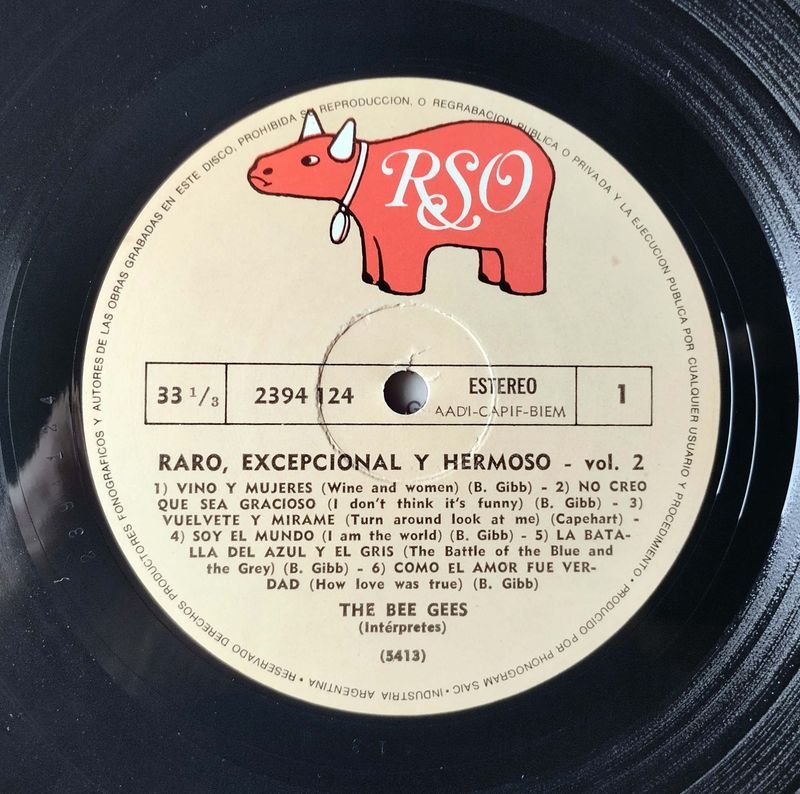 RESERVADO DERECHOS PRODUCTORES FONOGRAFICOS Y AUTORES DE LAS OBRAS GRABADAS EN ESTE DISCO, PROHIBIDA SU REPRODUCCION, O REGRABACION PUBLICA O PRIVADA Y LA EJECUCION PUBLICA POR CUALQUIER USUARIO Y PROCEDIMIENTO • PRODUCIDO POR PHONOGRAM SAIC • INDUSTRIA ARGENTINA •
RSO
33 1/3
2394 124
ESTEREO
AADI-CAPIF-BIEM
1
RARO, EXCEPCIONAL Y HERMOSO - vol. 2
1) VINO Y MUJERES (Wine and women) (B. Gibb) - 2) NO CREO
QUE SEA GRACIOSO (I don't think it's funny) (B. Gibb) - 3)
VUELVETE Y MIRAME (Turn around look at me) (Capehart) -
4) SOY EL MUNDO (I am the world) (B. Gibb) - 5) LA BATA-
LLA DEL AZUL Y EL GRIS (The Battle of the Blue and
the Grey) (B. Gibb) - 6) COMO EL AMOR FUE VER-
DAD (How love was true) (B. Gibb)
THE BEE GEES
(Intérpretes)
(5413)